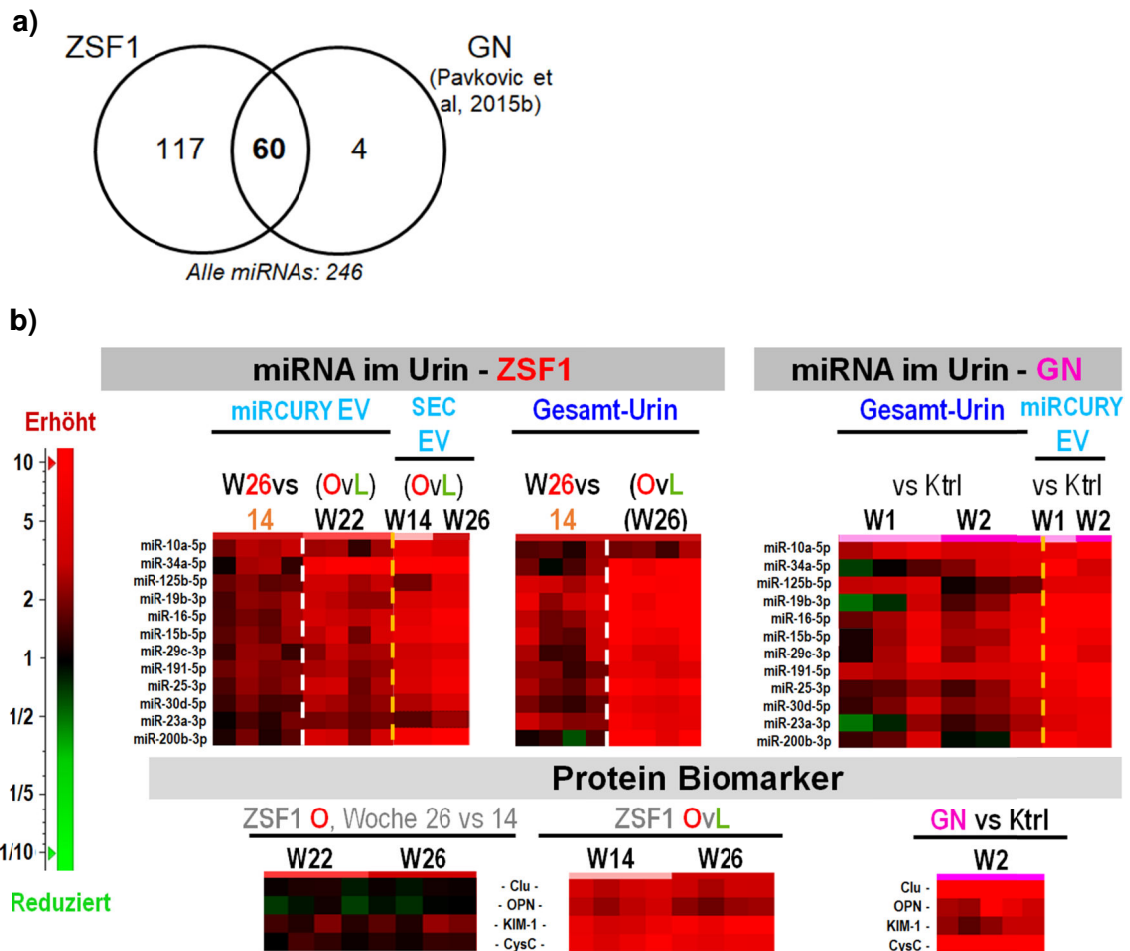 a)
ZSF1
GN
(Pavkovic et
al, 2015b)
117
60
4
Alle miRNAs: 246
b)
miRNA im Urin - ZSF1
miRNA im Urin - GN
miRCURY EV
SEC
EV
Gesamt-Urin
Gesamt-Urin
miRCURY
EV
Erhöht
10
5
2
1
1/2
1/5
1/10
Reduziert
W26vs
14
(OvL)
W22
(OvL)
W14 W26
W26vs
14
(OvL
(W26)
vs Ktrl
W1 W2
vs Ktrl
W1 W2
miR-10a-5p
miR-34a-5p
miR-125b-5p
miR-19b-3p
miR-16-5p
miR-15b-5p
miR-29c-3p
miR-191-5p
miR-25-3p
miR-30d-5p
miR-23a-3p
miR-200b-3p
miR-10a-5p
miR-34a-5p
miR-125b-5p
miR-19b-3p
miR-16-5p
miR-15b-5p
miR-29c-3p
miR-191-5p
miR-25-3p
miR-30d-5p
miR-23a-3p
miR-200b-3p
Protein Biomarker
ZSF1 O, Woche 26 vs 14
ZSF1 OvL
GN vs Ktrl
W22 W26
W14 W26
W2
- Clu -
- OPN -
- KIM-1 -
- CysC -
Clu -
OPN -
KIM-1 -
CysC -